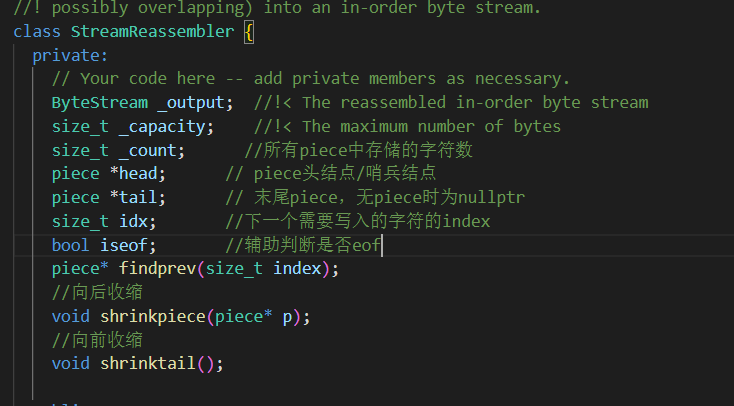 //! possibly overlapping) into an in-order byte stream.
class StreamReassembler {
private:
// Your code here -- add private members as necessary.
ByteStream _output;  //!< The reassembled in-order byte stream
size_t _capacity;    //!< The maximum number of bytes
size_t _count;      //所有piece中存储的字符数
piece *head;      // piece头结点/哨兵结点
piece *tail;      // 末尾piece，无piece时为nullptr
size_t idx;       //下一个需要写入的字符的index
bool iseof;       //辅助判断是否eof
piece* findprev(size_t index);
//向后收缩
void shrinkpiece(piece* p);
//向前收缩
void shrinktail();